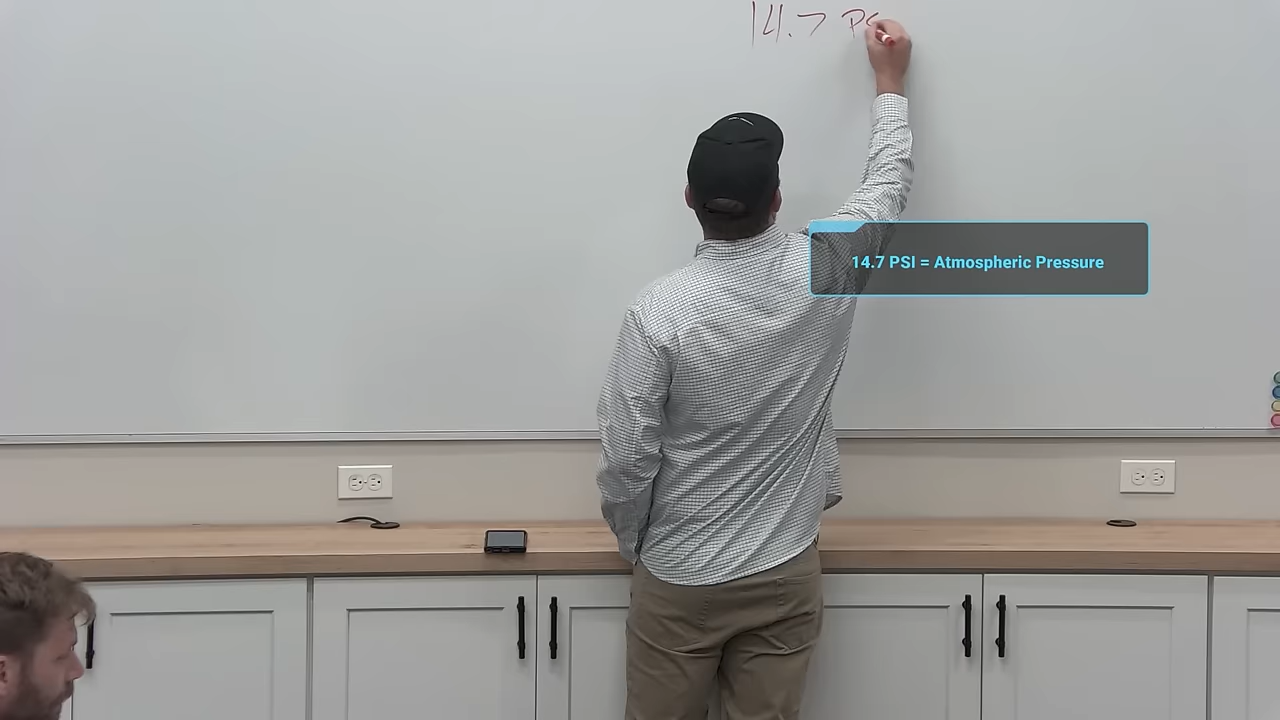 14.7 PS
14.7 PSI = Atmospheric Pressure